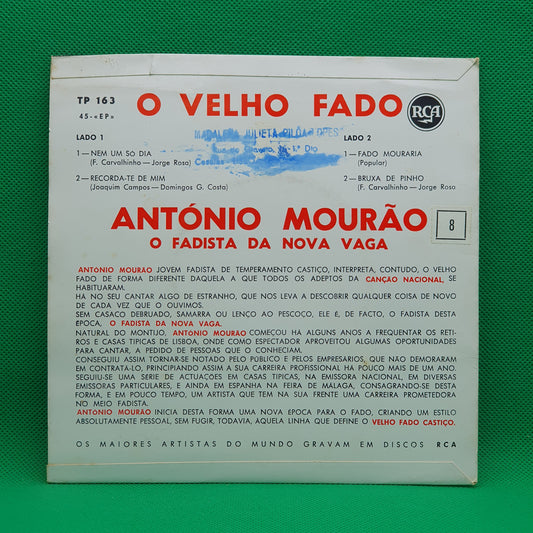 TP 163
45-«EP»
O VELHO FADO
RCA
LADO 1
1—NEM UM SÓ DIA
(F. Carvalhinho—Jorge Rosa)
2—RECORDA-TE DE MIM
(Joaquim Campos—Domingos G. Costa)
MADALENA JULIETA
LADO 2
1—FADO MOURARIA
(Popular)
2—BRUXA DE PINHO
(F. Carvalhinho—Jorge Rosa
ANTÓNIO MOURÃO
8
O FADISTA DA NOVA VAGA
ANTÓNIO MOURÃO JOVEM FADISTA DE TEMPERAMENTO CASTIÇO, INTERPRETA, CONTUDO, O VELHO
FADO DE FORMA DIFERENTE DAQUELA A QUE TODOS OS ADEPTOS DA CANÇÃO NACIONAL, SE
HABITUARAM.
HÁ NO SEU CANTAR ALGO DE ESTRANHO, QUE NOS LEVA A DESCOBRIR QUALQUER COISA DE NOVO
DE CADA VEZ QUE O OUVIMOS.
SEM CASACO DEBRUADO, SAMARRA OU LENÇO AO PESCOÇO, ELE É, DE FACTO, O FADISTA DESTA
ÉPOCA, O FADISTA DA NOVA VAGA.
NATURAL DO MONTIJO, ANTÓNIO MOURÃO COMEÇOU HÁ ALGUNS ANOS A FREQUENTAR OS RETI-
ROS E CASAS TÍPICAS DE LISBOA, ONDE COMO ESPECTADOR APROVEITOU ALGUMAS OPORTUNIDADES
PARA CANTAR, A PEDIDO DE PESSOAS QUE O CONHECIAM.
CONSEGUIU ASSIM TORNAR-SE NOTADO PELO PÚBLICO E PELOS EMPRESÁRIOS, QUE NÃO DEMORARAM
EM CONTRATÁ-LO, PRINCIPIANDO ASSIM A SUA CARREIRA PROFISSIONAL HÁ POUCO MAIS DE UM ANO.
SEGUIU-SE UMA SÉRIE DE ACTUAÇÕES EM CASAS TÍPICAS, NA EMISSORA NACIONAL, EM DIVERSAS
EMISSORAS PARTICULARES, E AINDA EM ESPANHA NA FEIRA DE MÁLAGA, CONSAGRANDO-SE DESTA
FORMA, E EM POUCO TEMPO, UM ARTISTA QUE TEM NA SUA FRENTE UMA CARREIRA PROMETEDORA
NO MEIO FADISTA.
ANTÓNIO MOURÃO INICIA DESTA FORMA UMA NOVA ÉPOCA PARA O FADO, CRIANDO UM ESTILO
ABSOLUTAMENTE PESSOAL, SEM FUGIR, TODAVIA, AQUELA LINHA QUE DEFINE O VELHO FADO CASTIÇO.
OS MAIORES ARTISTAS DO MUNDO GRAVAM EM DISCOS RCA